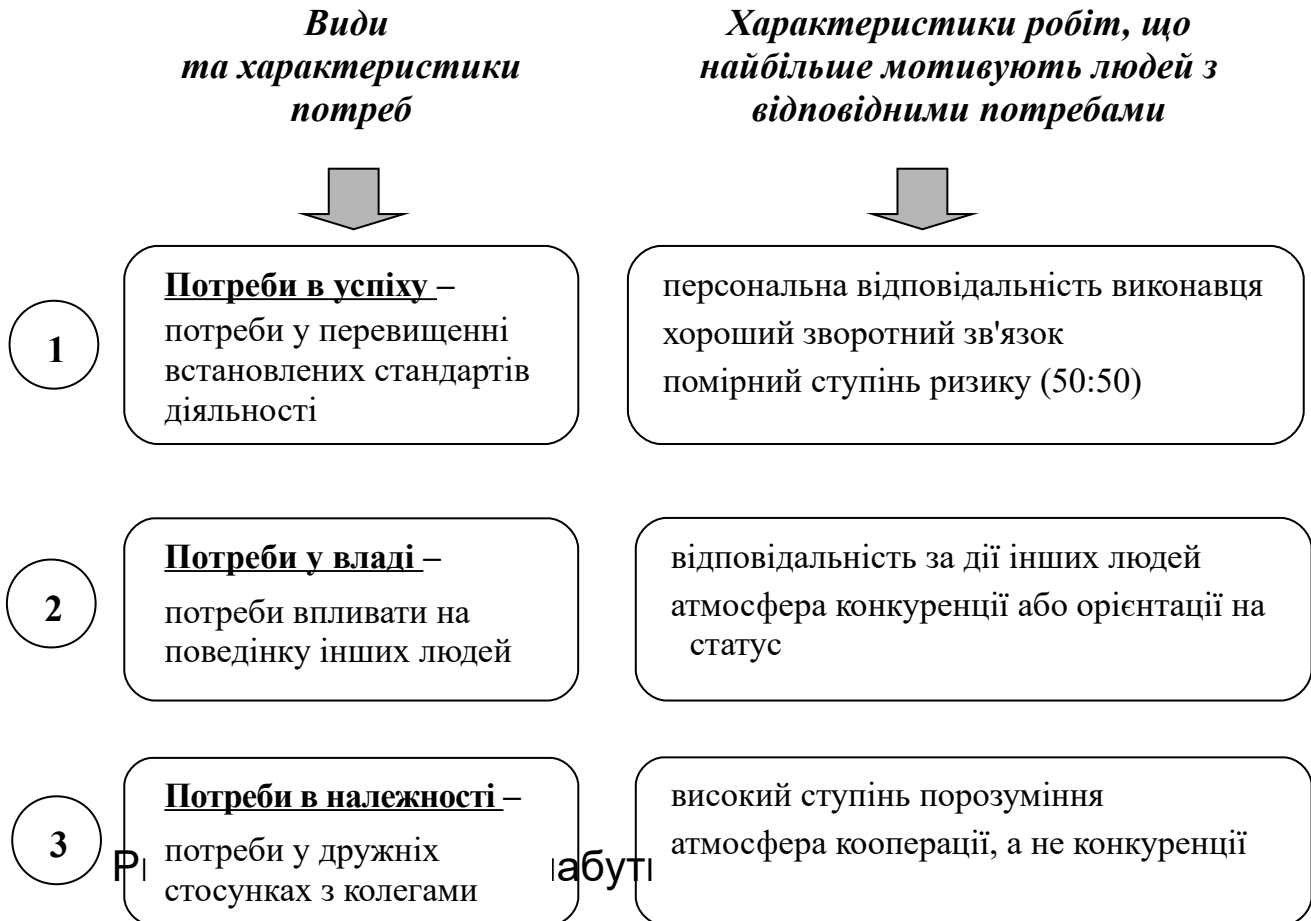 Види
та характеристики
потреб
Характеристики робіт, що
найбільше мотивують людей з
відповідними потребами
1
Потреби в успіху –
потреби у перевищенні
встановлених стандартів
діяльності
персональна відповідальність виконавця
хороший зворотний зв'язок
помірний ступінь ризику (50:50)
2
Потреби у владі –
потреби впливати на
поведінку інших людей
відповідальність за дії інших людей
атмосфера конкуренції або орієнтації на
статус
3
Потреби в належності –
потреби у дружніх
стосунках з колегами
високий ступінь порозуміння
атмосфера кооперації, а не конкуренції